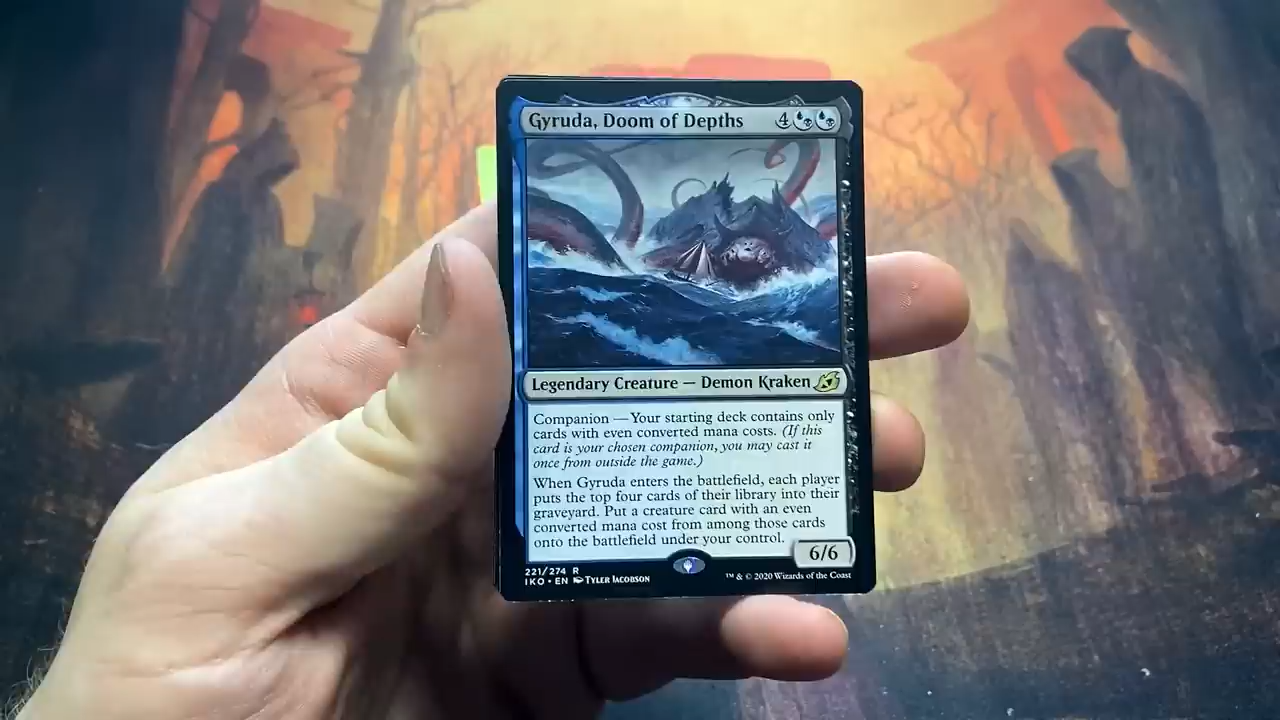 Gyruda, Doom of Depths 4
Legendary Creature — Demon Kraken
Companion —Your starting deck contains only
cards with even converted mana costs. (If this
card is your chosen companion, you may cast it
once from outside the game.)
When Gyruda enters the battlefield, each player
puts the top four cards of their library into their
graveyard. Put a creature card with an even
converted mana cost from among those cards
onto the battlefield under your control.
6/6
221/274 R
IKO • EN Tyler Jacobson
™ & © 2020 Wizards of the Coast